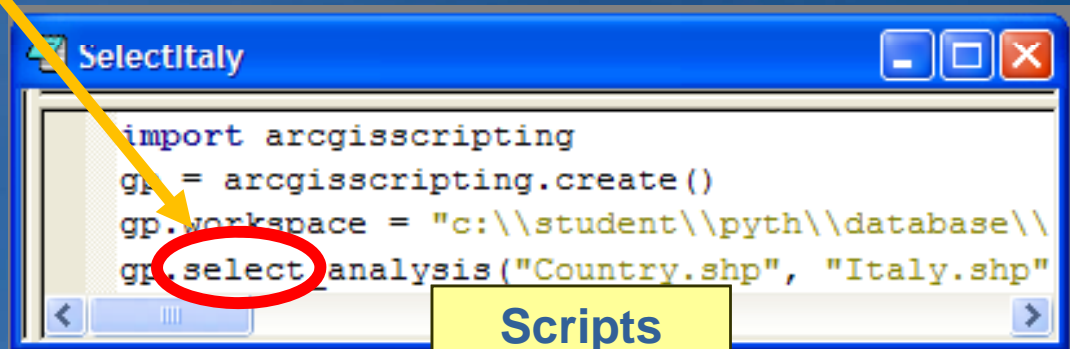 SelectItaly
import arcgisscripting
gp = arcgisscripting.create()
gp.workspace = "c:\\student\\pyth\\database\\
gp.select_analysis("Country.shp", "Italy.shp"
Scripts